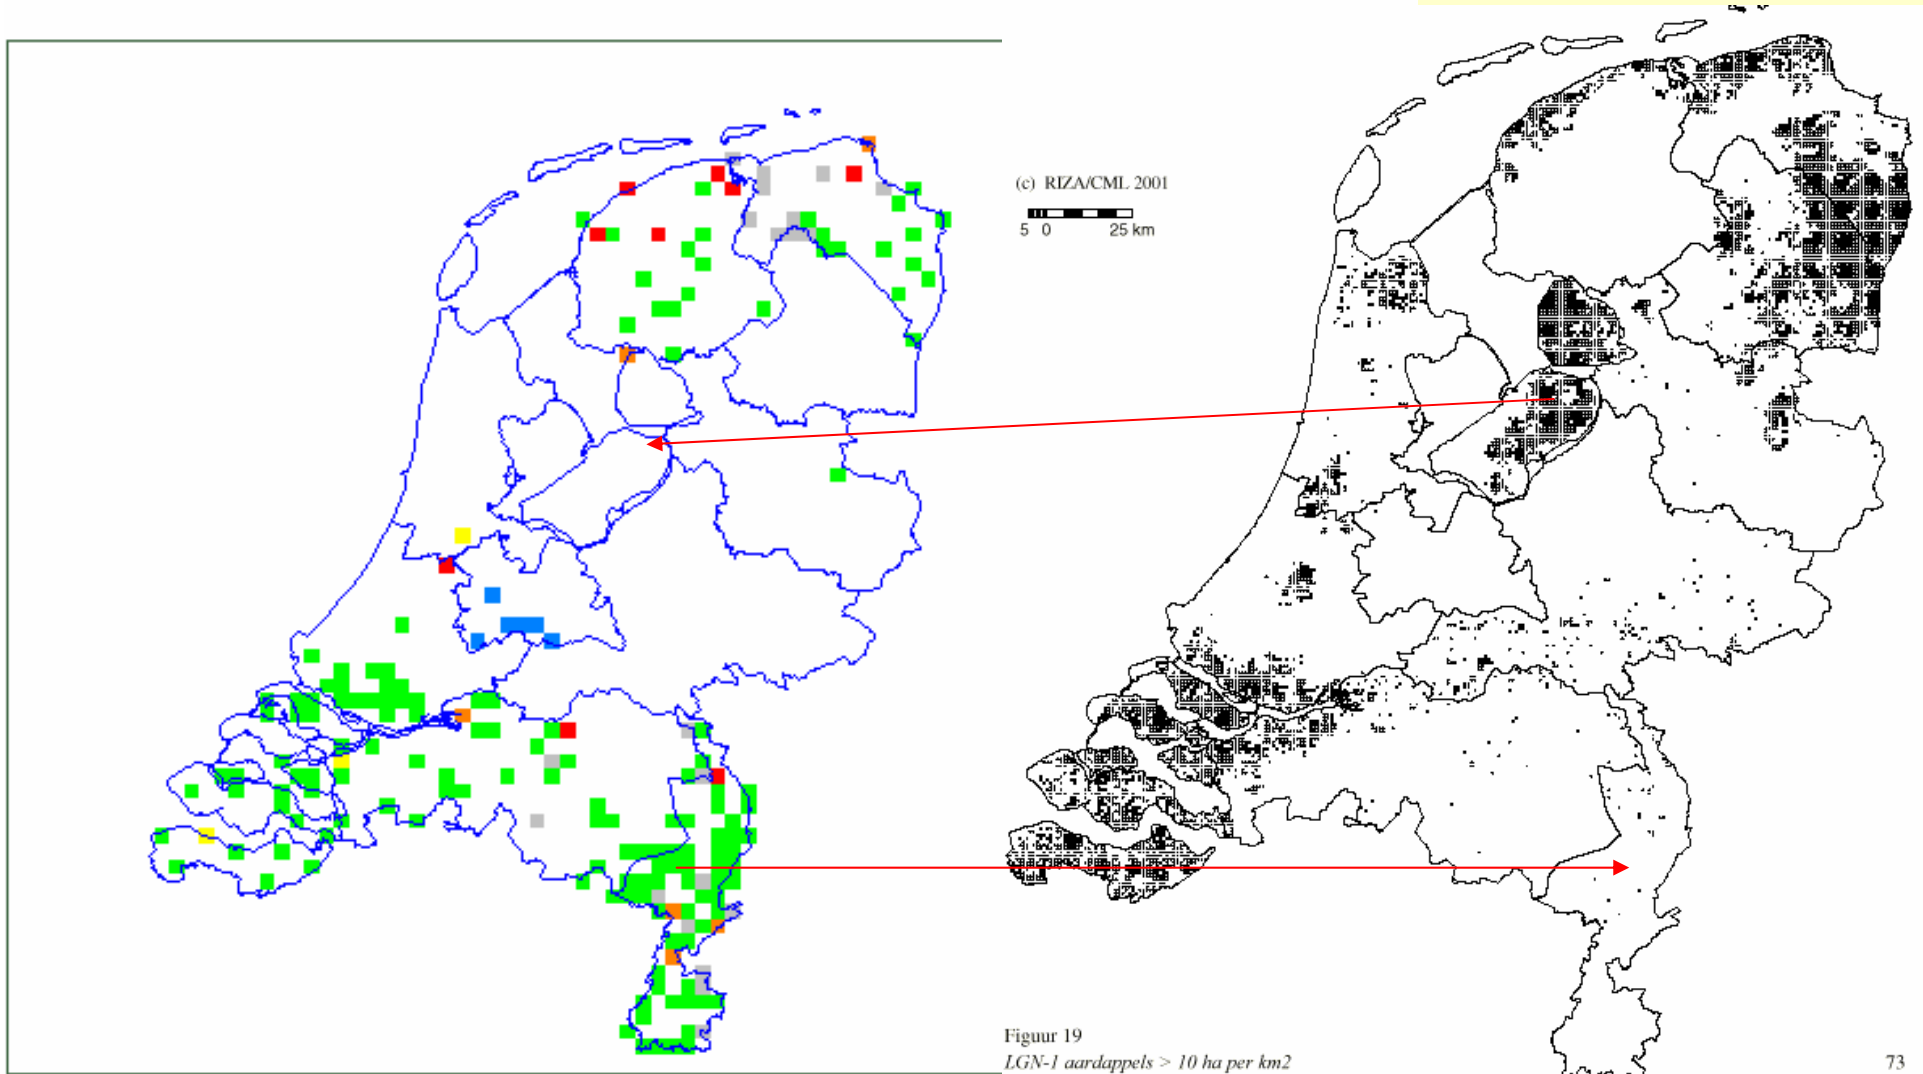 (c) RIZA/CML 2001
5 0 25 km
Figuur 19
LGN-1 aardappels > 10 ha per km2
73